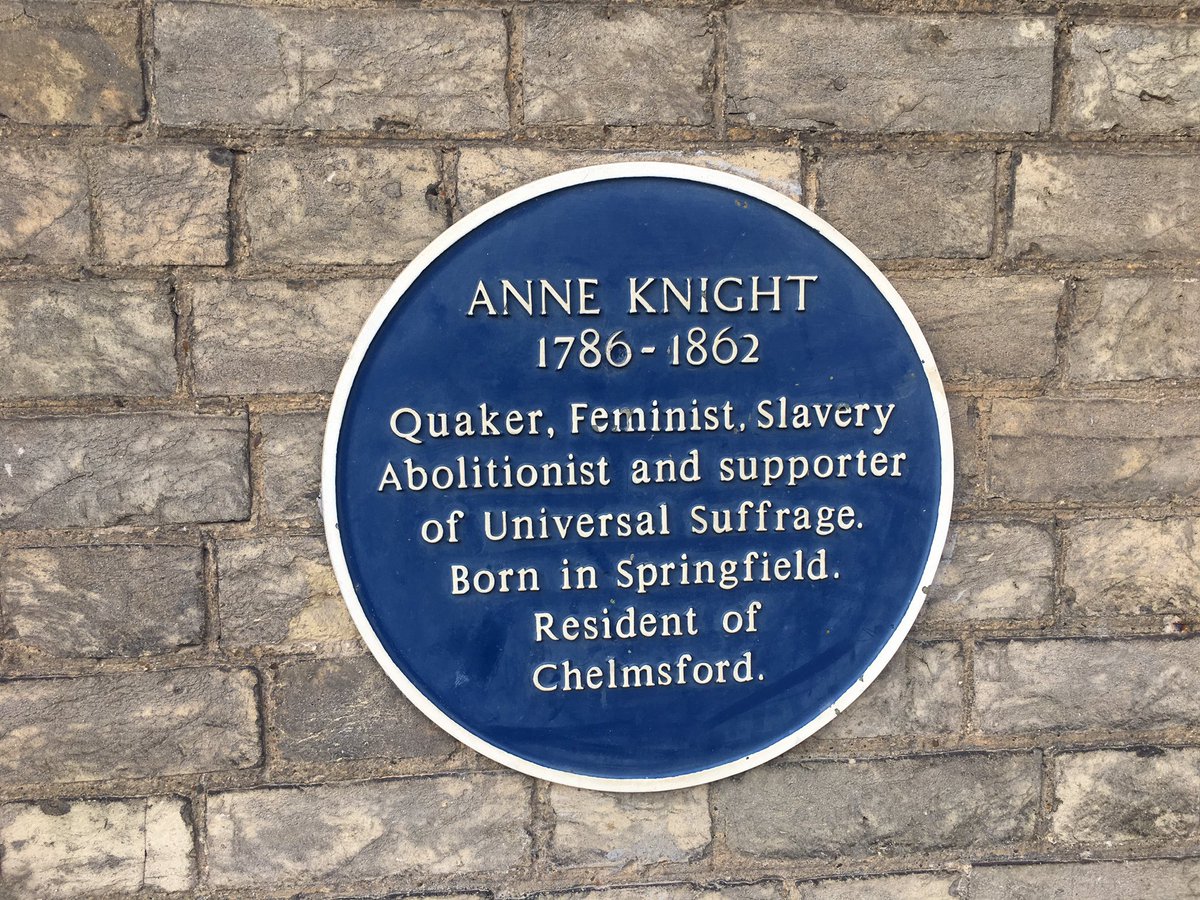 ANNE KNIGHT
1786 - 1862
Quaker, Feminist, Slavery
Abolitionist and supporter
of Universal Suffrage.
Born in Springfield.
Resident of
Chelmsford.